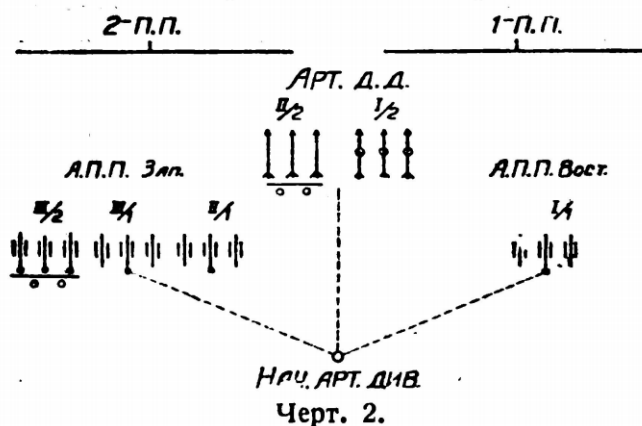 2-П.П. 1-П.П.
АРТ. Д.Д.
II/2 I/2
А.П.П. Зап. А.П.П. Вост.
III/2 III/1 II/1 I/1
НАЧ. АРТ. ДИВ.
Черт. 2.